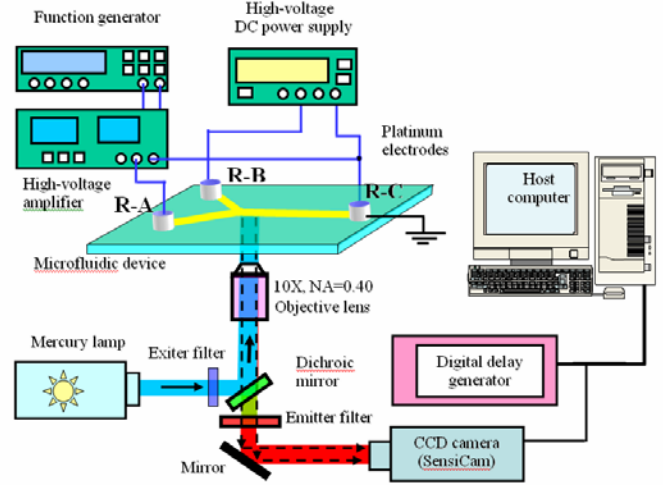 Function generator
High-voltage
DC power supply
Platinum
electrodes
High-voltage
amplifier
R-A
R-B
R-C
Host
computer
Microfluidic device
10X, NA=0.40
Objective lens
Mercury lamp
Exiter filter
Dichroic
mirror
Digital delay
generator
Emitter filter
Mirror
CCD camera
(SensiCam)